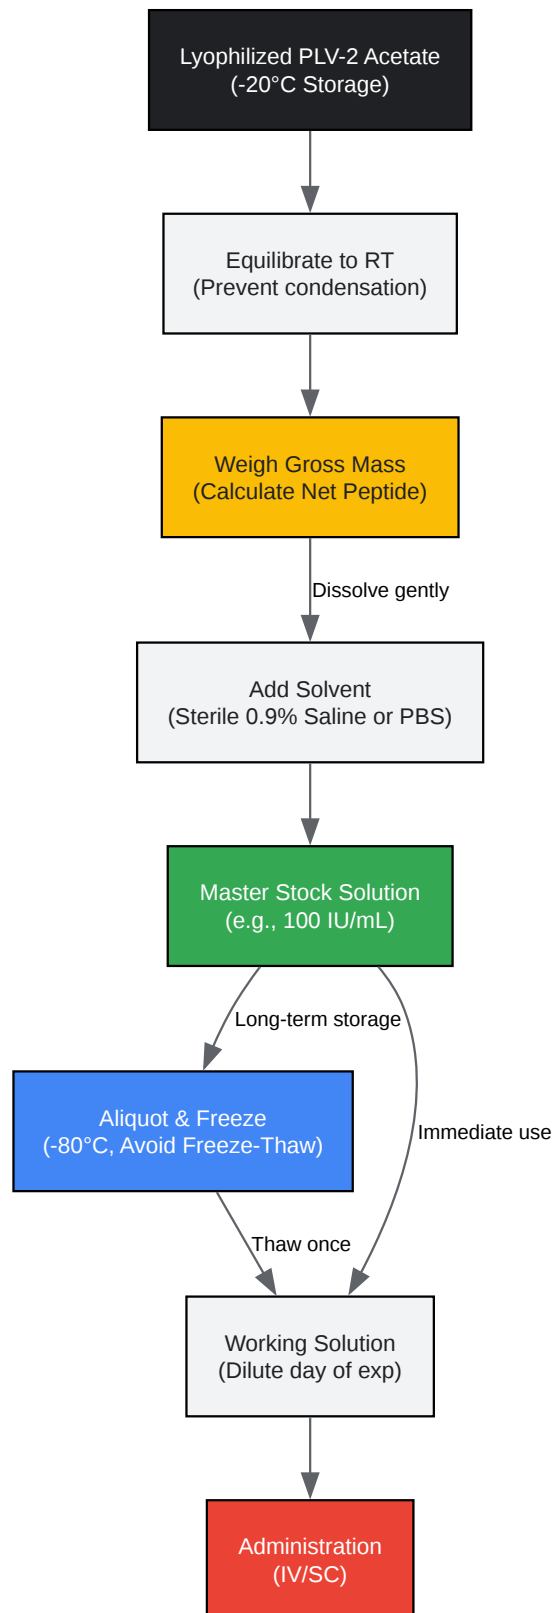 Lyophilized PLV-2 Acetate
(-20°C Storage)
Equilibrate to RT
(Prevent condensation)
Weigh Gross Mass
(Calculate Net Peptide)
Dissolve gently
Add Solvent
(Sterile 0.9% Saline or PBS)
Master Stock Solution
(e.g., 100 IU/mL)
Long-term storage
Aliquot & Freeze
(-80°C, Avoid Freeze-Thaw)
Immediate use
Thaw once
Working Solution
(Dilute day of exp)
Administration
(IV/SC)